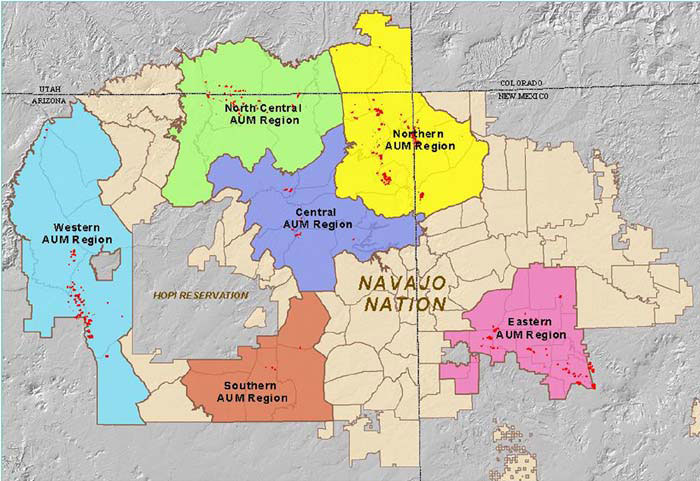 UTAH
ARIZONA
COLORADO
NEW MEXICO
North Central
AUM Region
Northern
AUM Region
Central
AUM Region
Western
AUM Region
HOPI RESERVATION
NAVAJO
NATION
Eastern
AUM Region
Southern
AUM Region